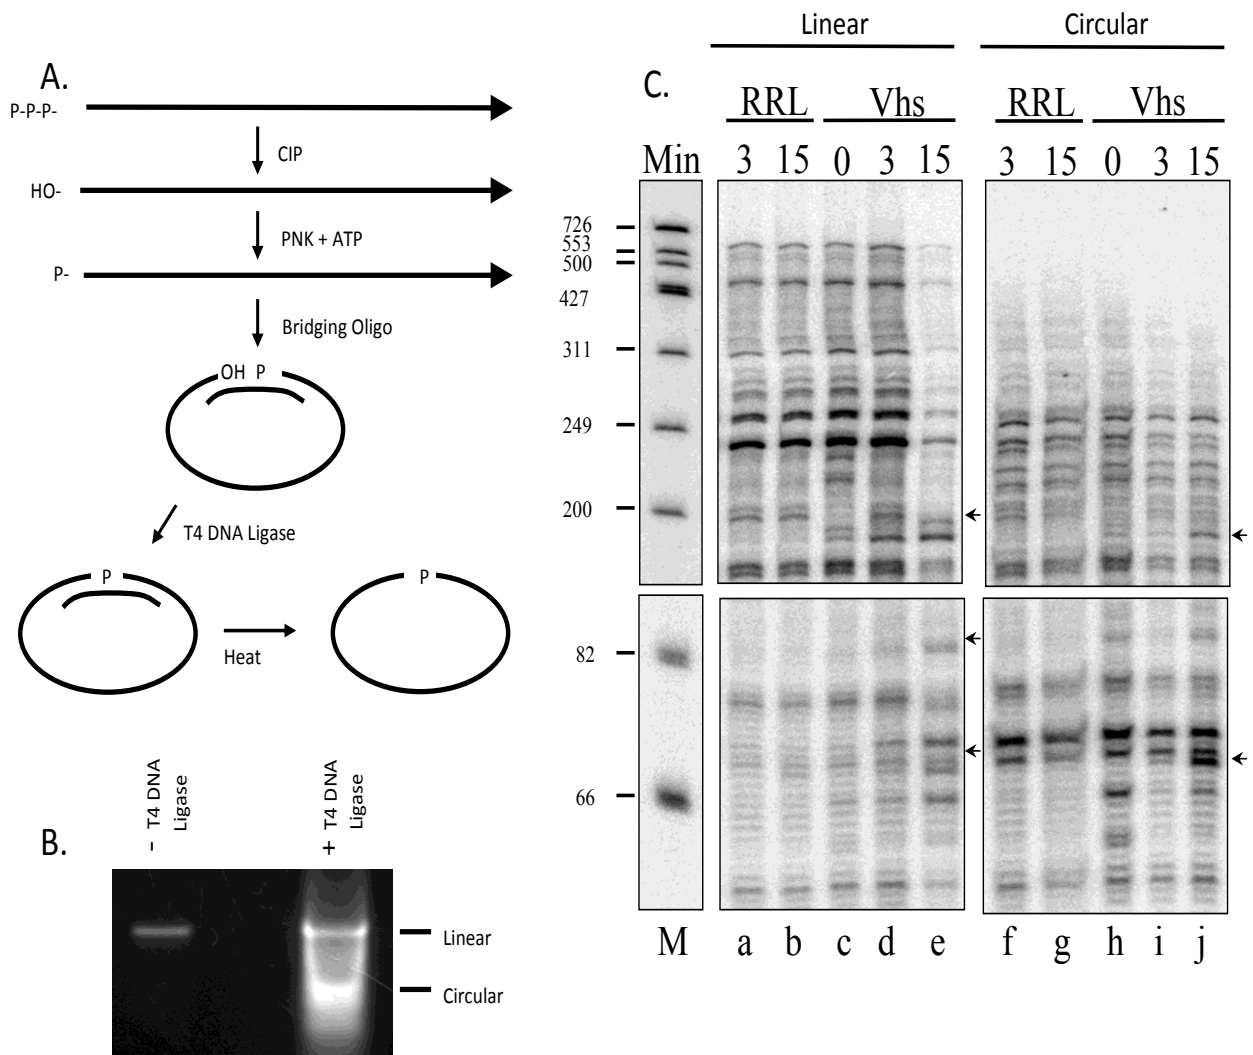 A.
P-P-P-
CIP
HO-
PNK + ATP
P-
Bridging Oligo
OH P
T4 DNA Ligase
P
P
Heat
B.
- T4 DNA Ligase
+ T4 DNA Ligase
Linear
Circular
C.
Linear Circular
RRL Vhs RRL Vhs
Min 3 15 0 3 15 3 15 0 3 15
726
553
500
427
311
249
200
82
66
M a b c d e f g h i j